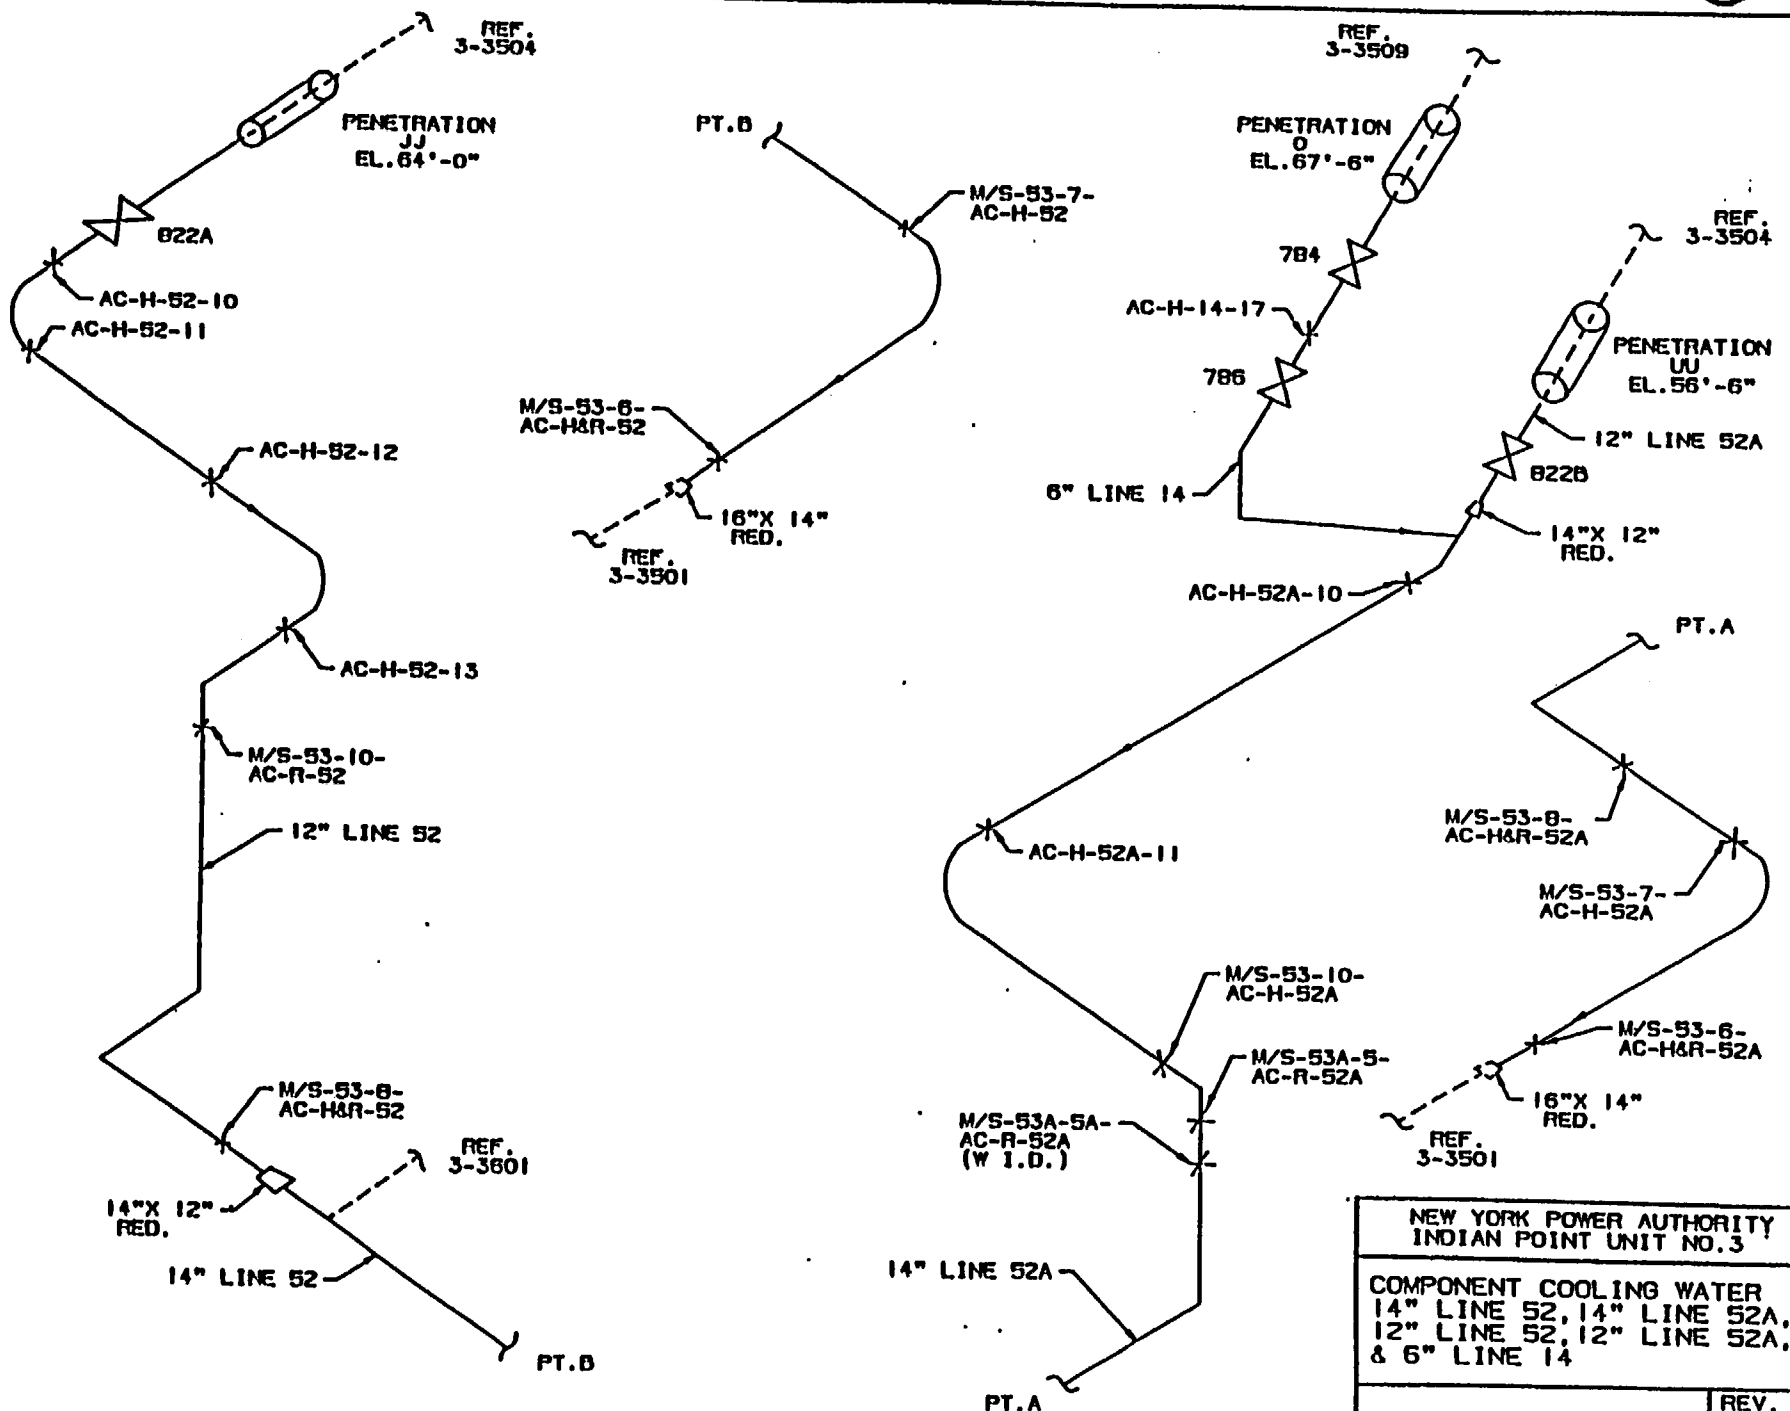 REF.
3-3504
PENETRATION
JJ
EL.64'-0"
822A
AC-H-52-10
AC-H-52-11
AC-H-52-12
AC-H-52-13
M/S-53-10-
AC-R-52
12" LINE 52
M/S-53-8-
AC-H&R-52
14"X 12"
RED.
REF.
3-3601
14" LINE 52
PT.B
PT.B
M/S-53-7-
AC-H-52
M/S-53-6-
AC-H&R-52
16"X 14"
RED.
REF.
3-3501
REF.
3-3509
PENETRATION
O
EL.67'-6"
784
AC-H-14-17
786
6" LINE 14
REF.
3-3504
PENETRATION
UU
EL.56'-6"
12" LINE 52A
822B
14"X 12"
RED.
AC-H-52A-10
AC-H-52A-11
M/S-53-10-
AC-H-52A
M/S-53A-5-
AC-R-52A
M/S-53A-5A-
AC-R-52A
(W I.D.)
14" LINE 52A
PT.A
PT.A
M/S-53-8-
AC-H&R-52A
M/S-53-7-
AC-H-52A
M/S-53-6-
AC-H&R-52A
16"X 14"
RED.
REF.
3-3501
NEW YORK POWER AUTHORITY
INDIAN POINT UNIT NO.3
COMPONENT COOLING WATER
14" LINE 52, 14" LINE 52A,
12" LINE 52, 12" LINE 52A,
& 6" LINE 14
REV.